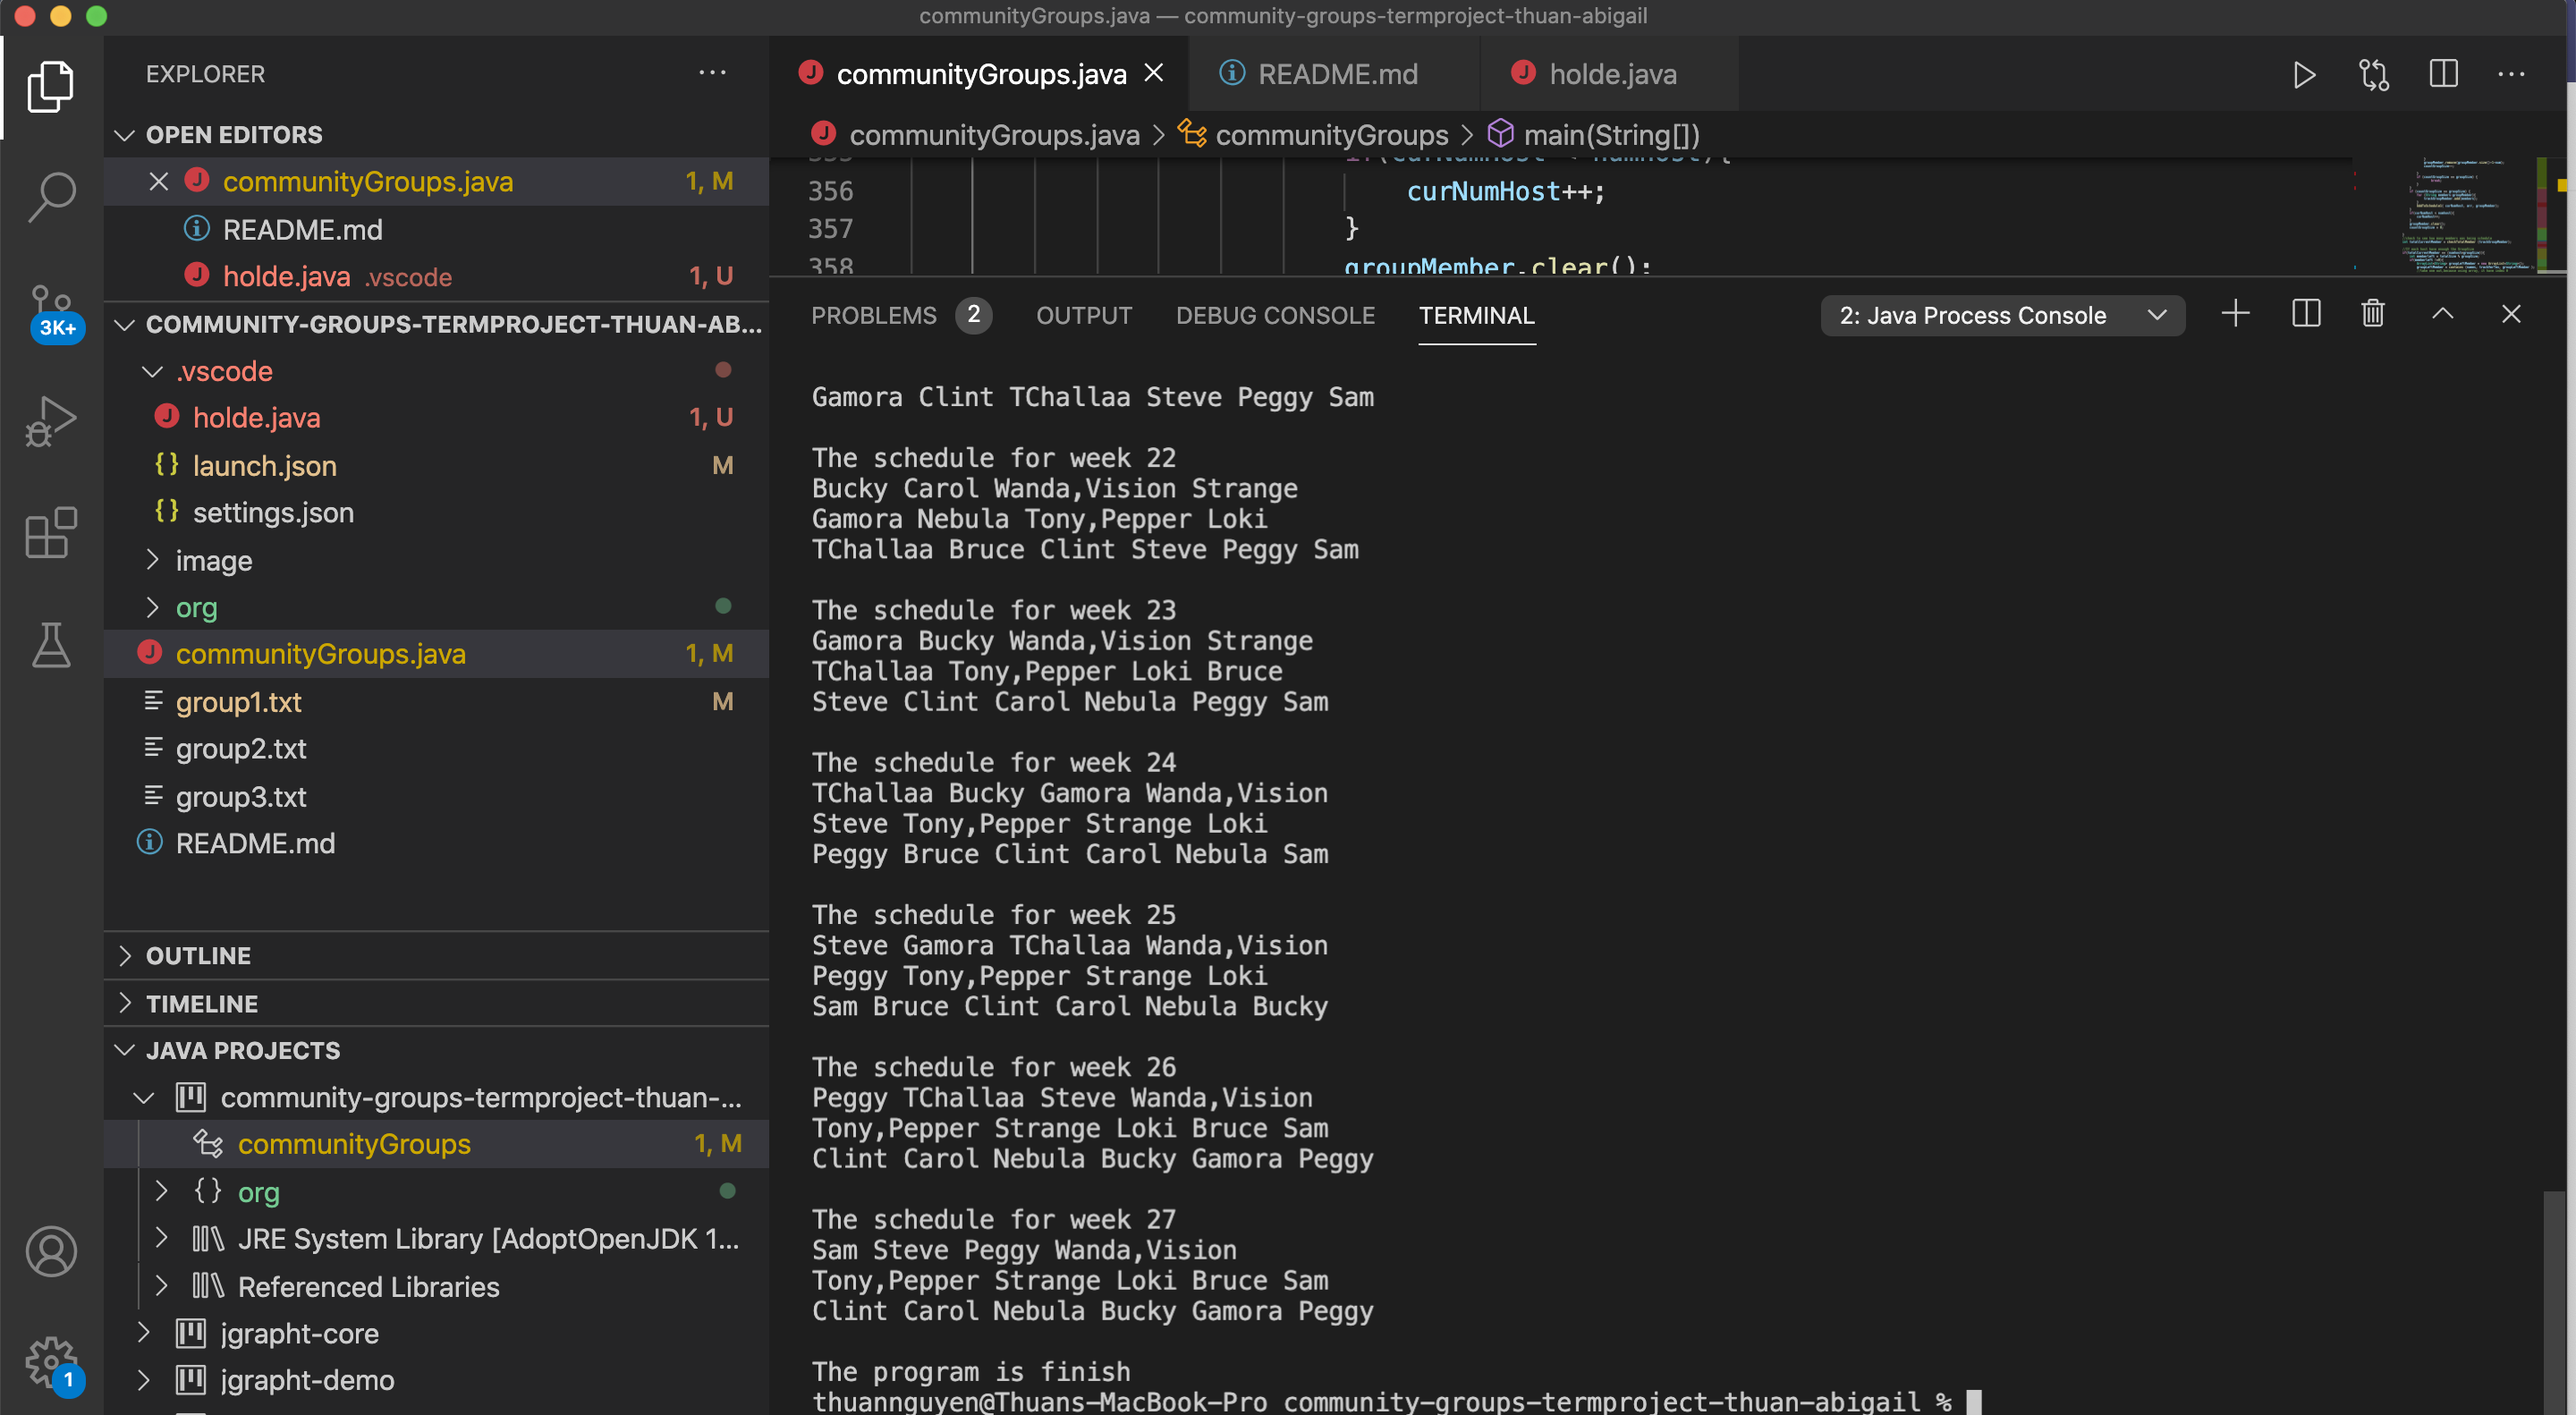 communityGroups.java — community-groups-termproject-thuan-abigail
EXPLORER
OPEN EDITORS
communityGroups.java 1, M
README.md
holde.java .vscode 1, U
3K+
COMMUNITY-GROUPS-TERMPROJECT-THUAN-AB...
.vscode
holde.java 1, U
launch.json M
settings.json
image
org
communityGroups.java 1, M
group1.txt M
group2.txt
group3.txt
README.md
OUTLINE
TIMELINE
JAVA PROJECTS
community-groups-termproject-thuan-...
communityGroups 1, M
org
JRE System Library [AdoptOpenJDK 1...
Referenced Libraries
jgrapht-core
jgrapht-demo
1
communityGroups.java README.md holde.java
communityGroups.java > communityGroups > main(String[])
355 if(curNumHost < numHost){
356 curNumHost++;
357 }
358 groupMember.clear();
PROBLEMS 2 OUTPUT DEBUG CONSOLE TERMINAL 2: Java Process Console
Gamora Clint TChallaa Steve Peggy Sam
The schedule for week 22
Bucky Carol Wanda,Vision Strange
Gamora Nebula Tony,Pepper Loki
TChallaa Bruce Clint Steve Peggy Sam
The schedule for week 23
Gamora Bucky Wanda,Vision Strange
TChallaa Tony,Pepper Loki Bruce
Steve Clint Carol Nebula Peggy Sam
The schedule for week 24
TChallaa Bucky Gamora Wanda,Vision
Steve Tony,Pepper Strange Loki
Peggy Bruce Clint Carol Nebula Sam
The schedule for week 25
Steve Gamora TChallaa Wanda,Vision
Peggy Tony,Pepper Strange Loki
Sam Bruce Clint Carol Nebula Bucky
The schedule for week 26
Peggy TChallaa Steve Wanda,Vision
Tony,Pepper Strange Loki Bruce Sam
Clint Carol Nebula Bucky Gamora Peggy
The schedule for week 27
Sam Steve Peggy Wanda,Vision
Tony,Pepper Strange Loki Bruce Sam
Clint Carol Nebula Bucky Gamora Peggy
The program is finish
thuannguyen@Thuans-MacBook-Pro community-groups-termproject-thuan-abigail %